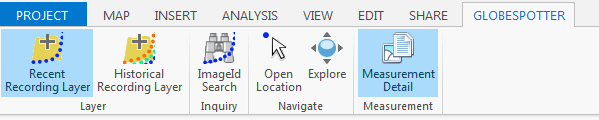 PROJECT MAP INSERT ANALYSIS VIEW EDIT SHARE GLOBESPOTTER
Recent
Recording Layer
Historical
Recording Layer
Layer
ImageId
Search
Inquiry
Open
Location
Explore
Navigate
Measurement
Detail
Measurement